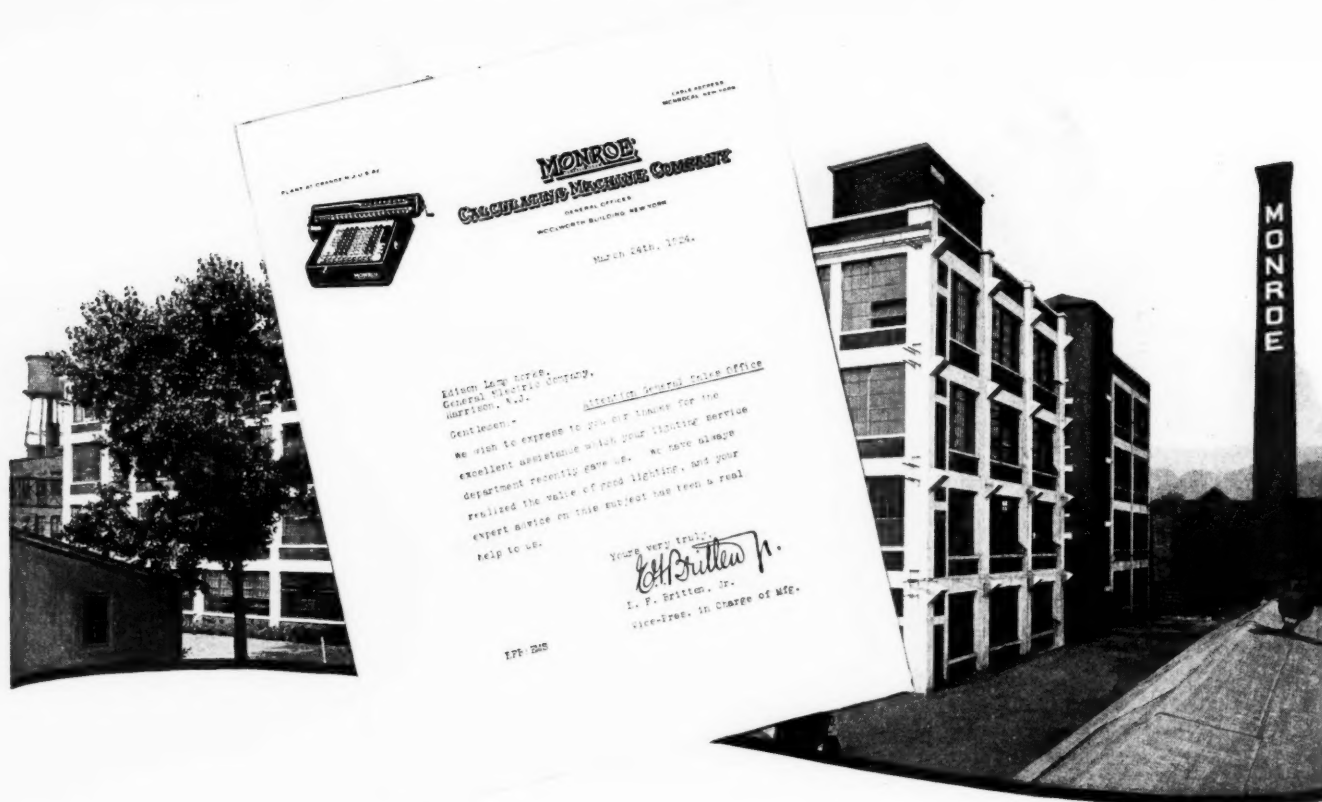 CABLE ADDRESS
MONROCAL NEW YORK
MONROE
CALCULATING MACHINE COMPANY
PLANT AT ORANGE N.J. U.S.A.
GENERAL OFFICES
WOOLWORTH BUILDING NEW YORK
MONROE
March 24th, 1924.
Edison Lamp Works,
General Electric Company,
Harrison, N.J.
Attention General Sales Office
Gentlemen:-
We wish to express to you our thanks for the
excellent assistance which your lighting service
department recently gave us. We have always
realized the value of good lighting, and your
expert advice on this subject has been a real
help to us.
Yours very truly,
Britten Jr.
E. F. Britten, Jr.
Vice-Pres. in Charge of Mfg.
EFB:EMS
MONROE